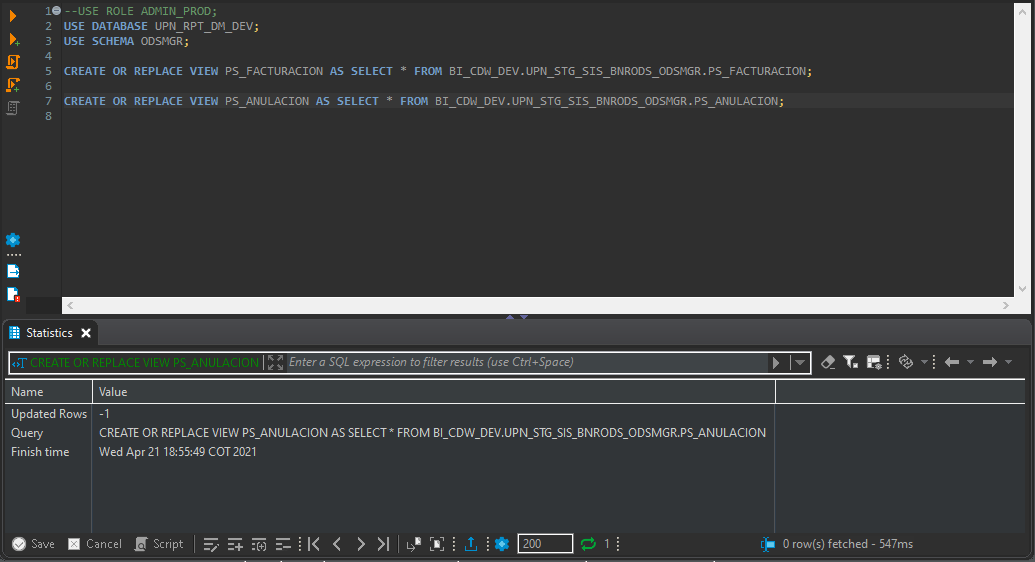 1 --USE ROLE ADMIN_PROD;
2 USE DATABASE UPN_RPT_DM_DEV;
3 USE SCHEMA ODSMGR;
4
5 CREATE OR REPLACE VIEW PS_FACTURACION AS SELECT * FROM BI_CDW_DEV.UPN_STG_SIS_BNRODS_ODSMGR.PS_FACTURACION;
6
7 CREATE OR REPLACE VIEW PS_ANULACION AS SELECT * FROM BI_CDW_DEV.UPN_STG_SIS_BNRODS_ODSMGR.PS_ANULACION;
8
Statistics
CREATE OR REPLACE VIEW PS_ANULACION Enter a SQL expression to filter results (use Ctrl+Space)
Name Value
Updated Rows -1
Query CREATE OR REPLACE VIEW PS_ANULACION AS SELECT * FROM BI_CDW_DEV.UPN_STG_SIS_BNRODS_ODSMGR.PS_ANULACION
Finish time Wed Apr 21 18:55:49 COT 2021
Save Cancel Script 200 1 0 row(s) fetched - 547ms